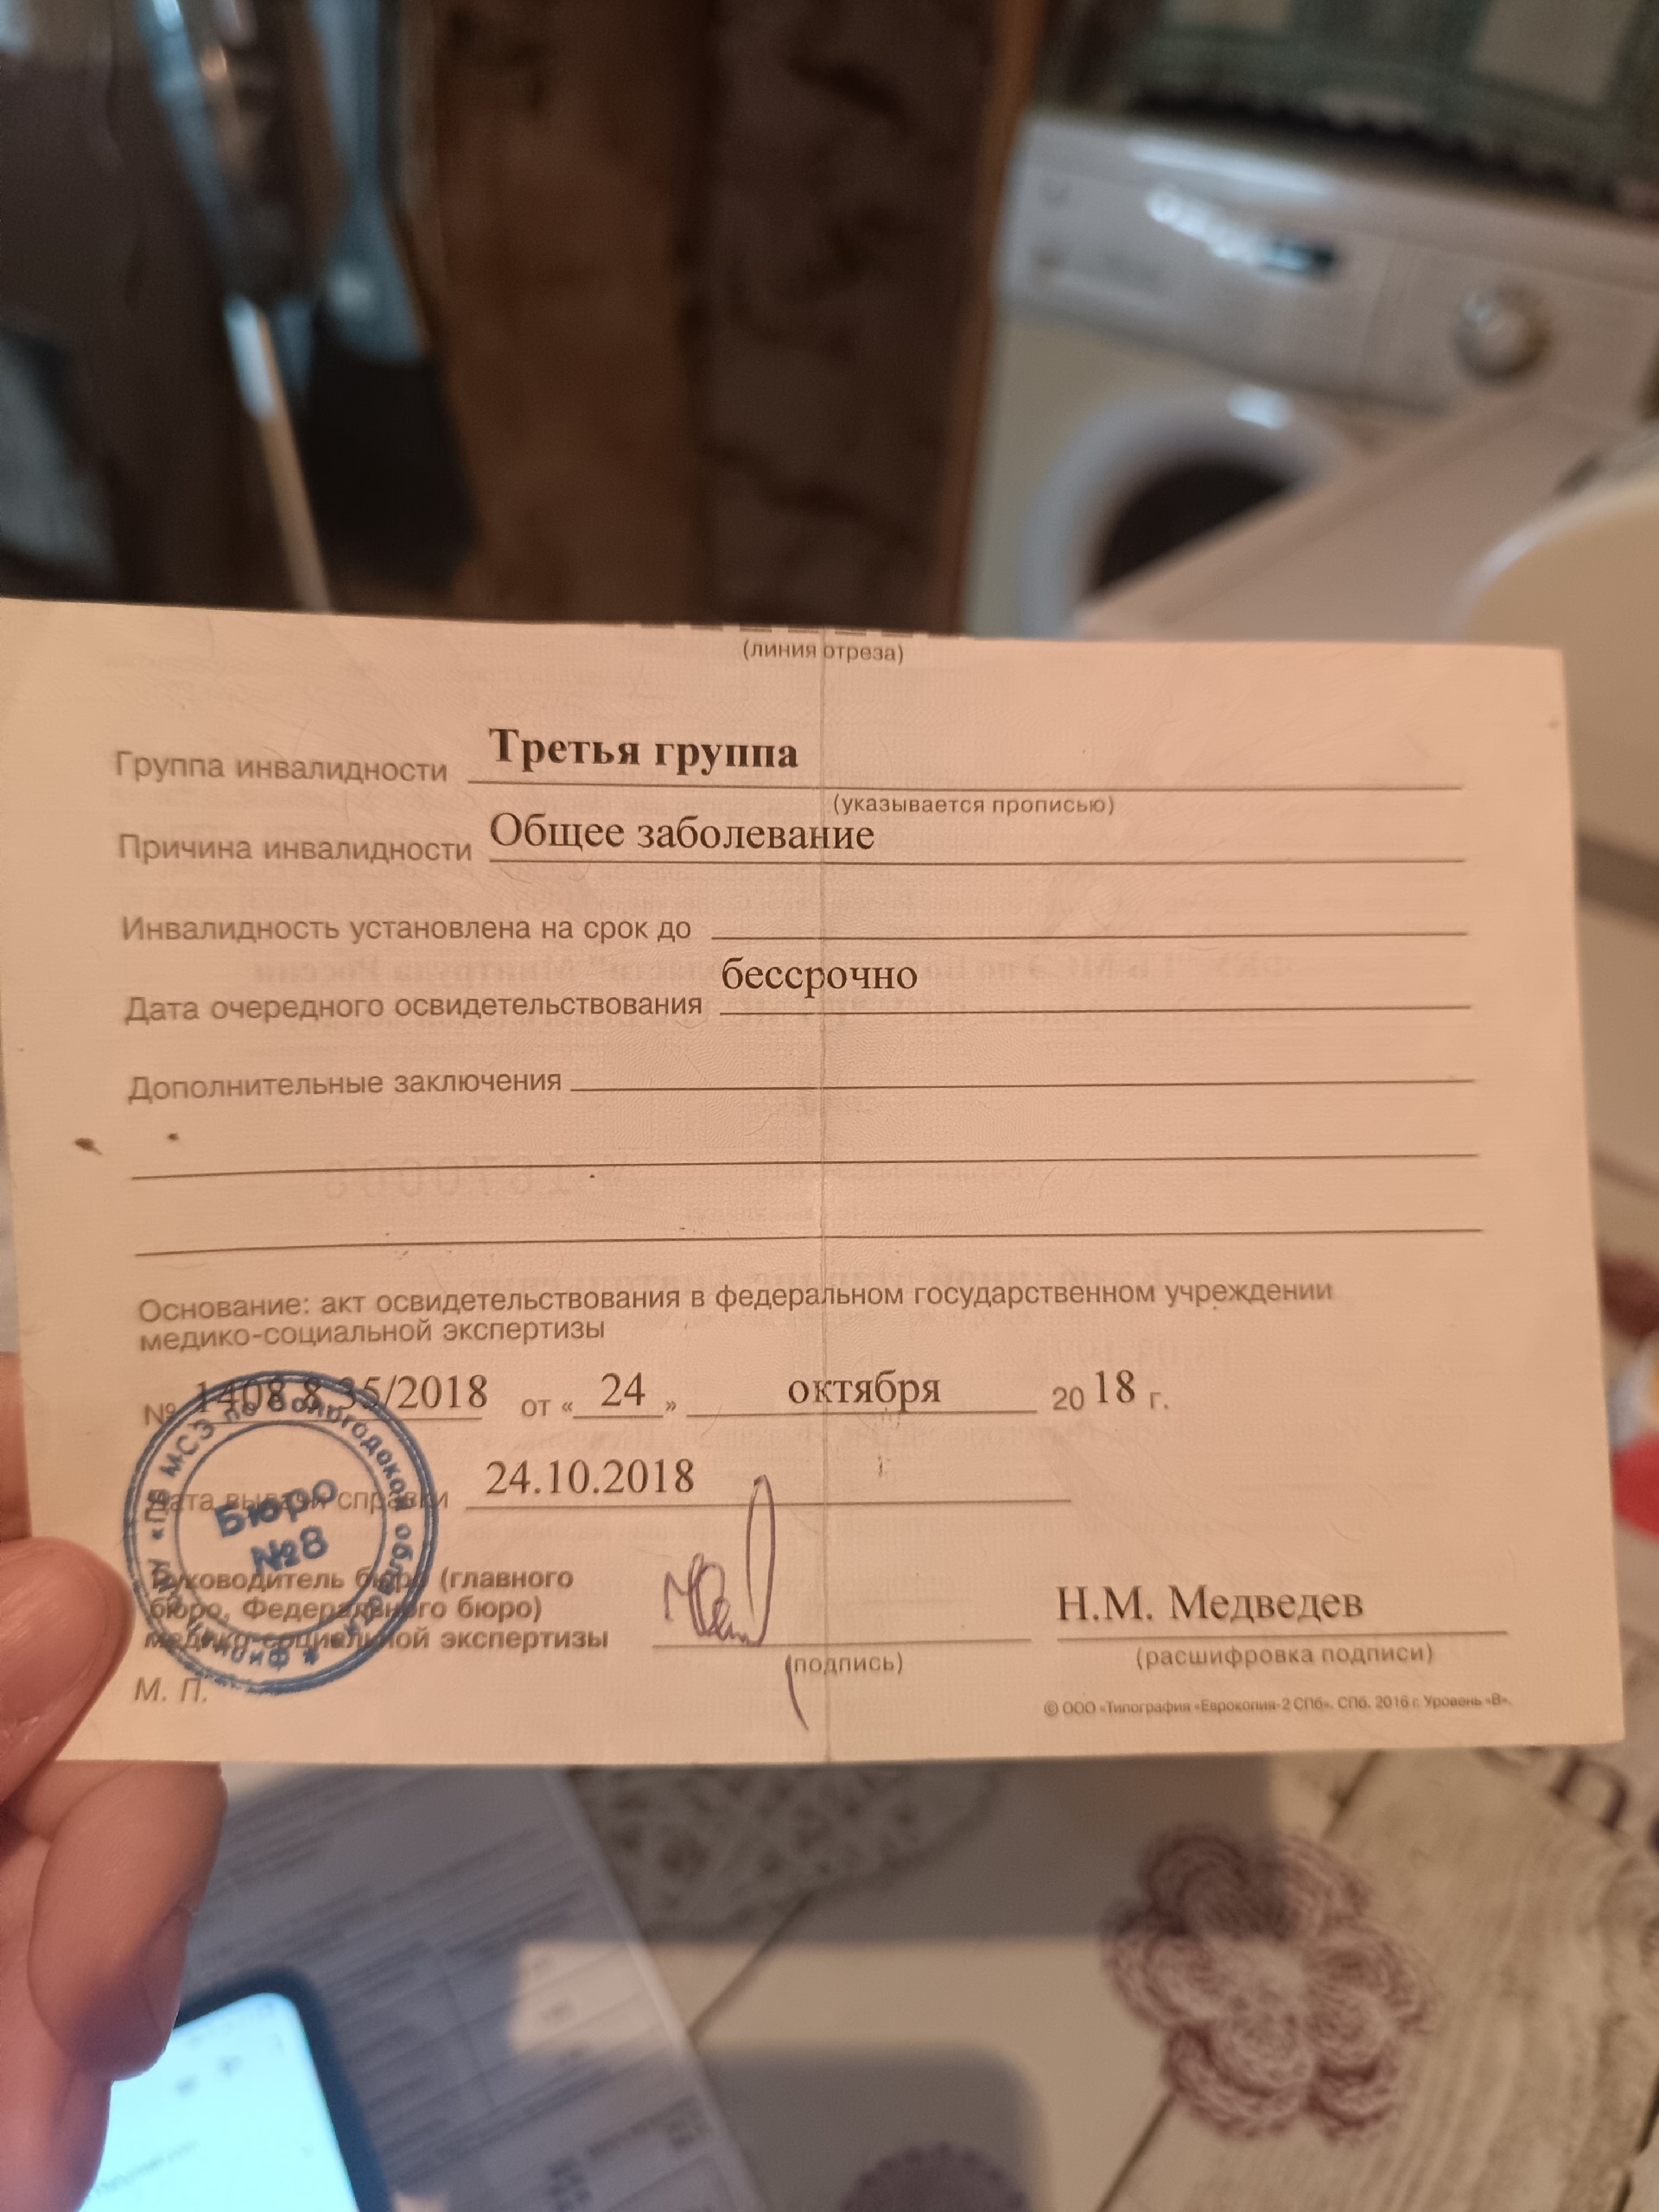 (линия отреза)
Группа инвалидности Третья группа
(указывается прописью)
Причина инвалидности Общее заболевание
Инвалидность установлена на срок до
бессрочно
Дата очередного освидетельствования
Дополнительные заключения
Основание: акт освидетельствования в федеральном государственном учреждении
медико-социальной экспертизы
№ 1408.8.35/2018 от « 24 » октября 20 18 г.
Дата выдачи справки 24.10.2018
Бюро
№8
Руководитель бюро (главного
бюро, Федерального бюро)
медико-социальной экспертизы
Н.М. Медведев
(подпись)
(расшифровка подписи)
М. П.
© ООО «Типография «Еврокопия-2 СПб». СПб. 2016 г. Уровень «В».